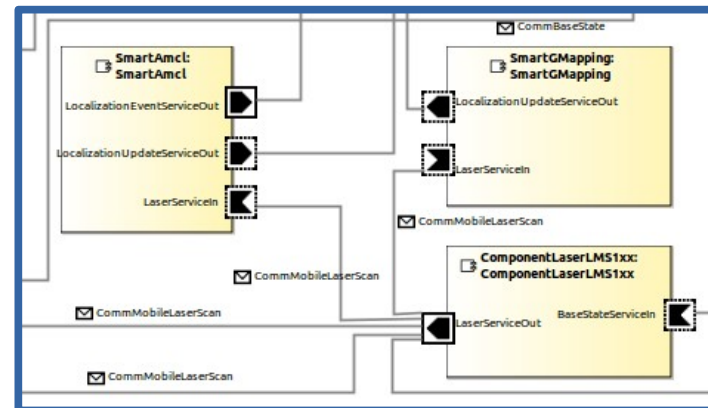 CommBaseState
SmartAmcl:
SmartAmcl
LocalizationEventServiceOut
LocalizationUpdateServiceOut
LaserServiceIn
SmartGMapping:
SmartGMapping
LocalizationUpdateServiceOut
LaserServiceIn
CommMobileLaserScan
CommMobileLaserScan
CommMobileLaserScan
CommMobileLaserScan
ComponentLaserLMS1xx:
ComponentLaserLMS1xx
LaserServiceOut
BaseStateServiceIn